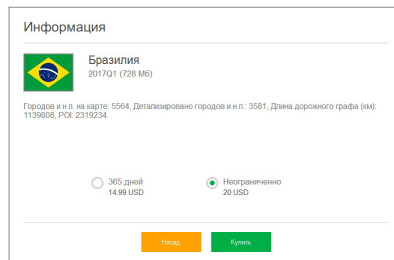 Информация
Бразилия
2017Q1 (728 Мб)
Городов и н.п. на карте: 5564, Детализировано городов и н.п.: 3581, Длина дорожного графа (км):
1139808, POI: 2319234.
365 дней
14.99 USD
Неограниченно
20 USD
Назад
Купить